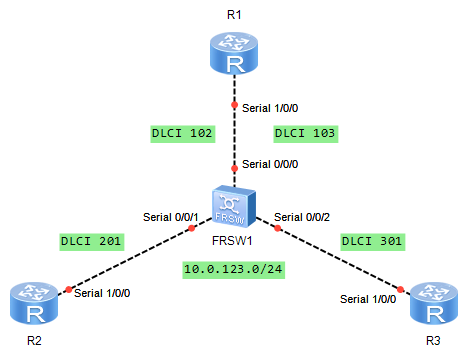 R1
R
Serial 1/0/0
DLCI 102
DLCI 103
Serial 0/0/0
FRSW
Serial 0/0/1
Serial 0/0/2
FRSW1
DLCI 201
DLCI 301
10.0.123.0/24
Serial 1/0/0
Serial 1/0/0
R
R
R2
R3